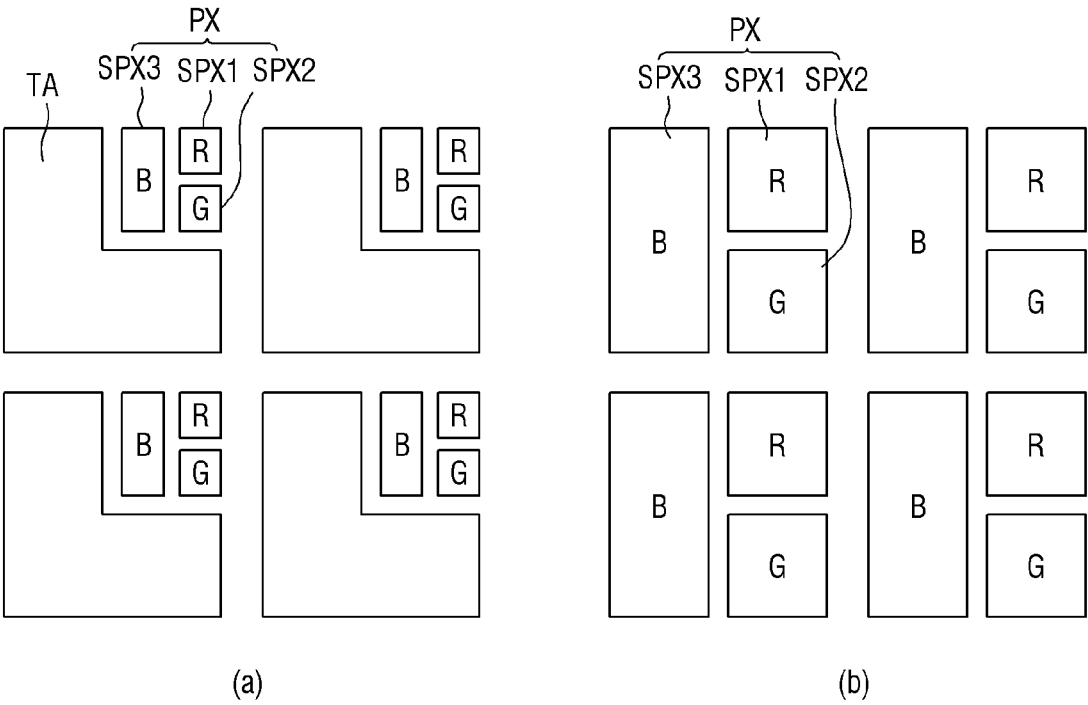 PX
SPX3 SPX1 SPX2
TA
B R B R
G G
B R B R
G G
(a)
PX
SPX3 SPX1 SPX2
R R
B B
G G
R R
B B
G G
(b)